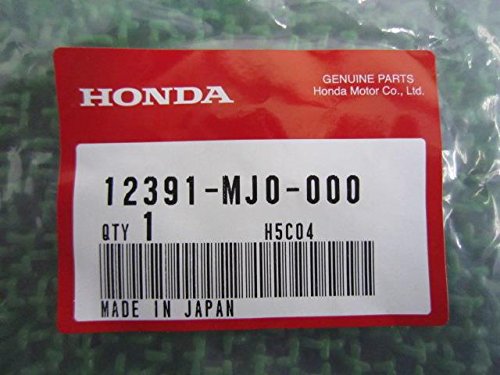 HONDA
GENUINE PARTS
Honda Motor Co., Ltd.
12391-MJ0-000
QTY 1 H5C04
MADE IN JAPAN